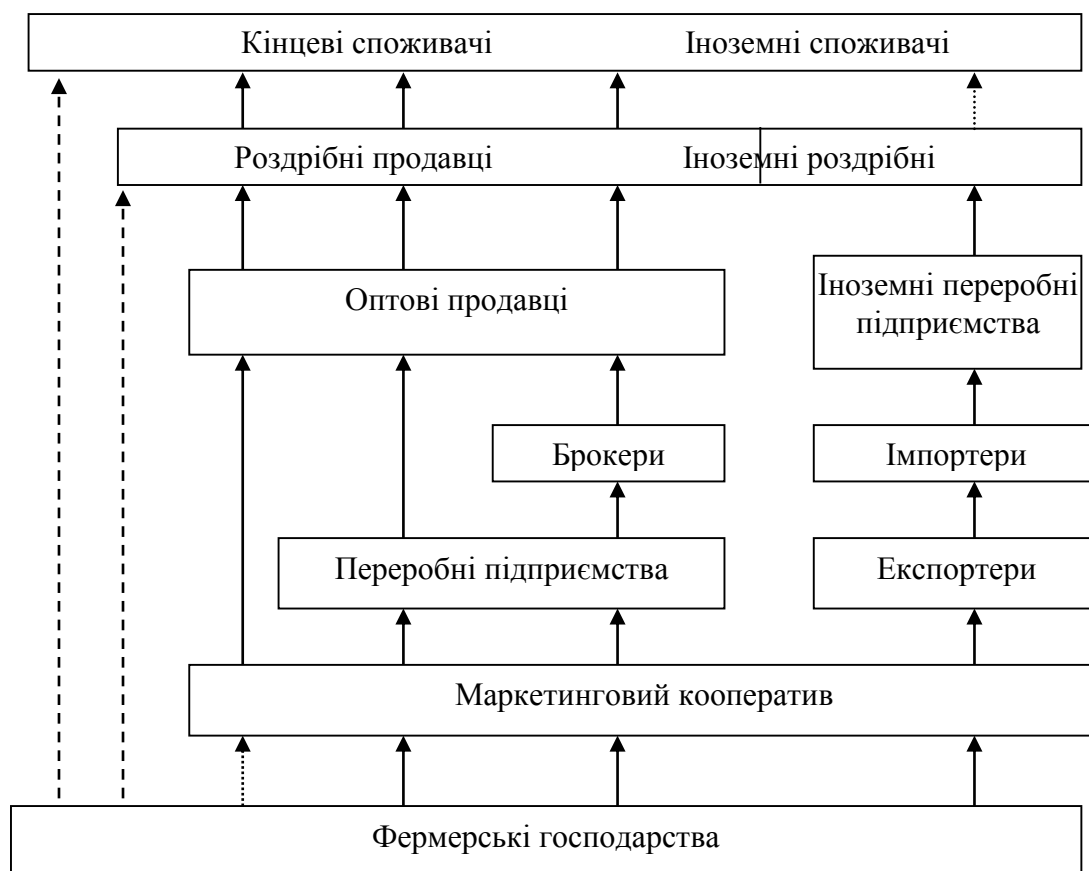 Кінцеві споживачі Іноземні споживачі
Роздрібні продавці Іноземні роздрібні
Оптові продавці
Іноземні переробні
підприємства
Брокери
Імпортери
Переробні підприємства
Експортери
Маркетинговий кооператив
Фермерські господарства